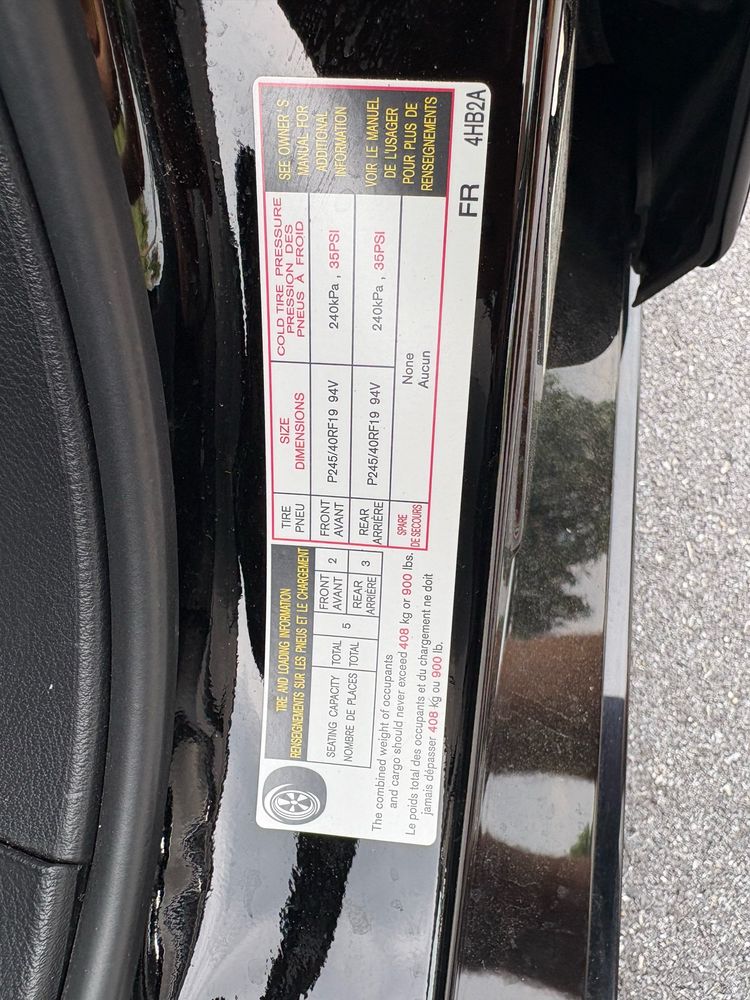 TIRE AND LOADING INFORMATION
RENSEIGNEMENTS SUR LES PNEUS ET LE CHARGEMENT
SEATING CAPACITY TOTAL 5 FRONT 2 REAR 3
NOMBRE DE PLACES TOTAL AVANT ARRIÈRE
The combined weight of occupants
and cargo should never exceed 408 kg or 900 lbs.
Le poids total des occupants et du chargement ne doit
jamais dépasser 408 kg ou 900 lb.
TIRE SIZE COLD TIRE PRESSURE
PNEU DIMENSIONS PRESSION DES
PNEUS À FROID
FRONT
AVANT P245/40RF19 94V 240kPa , 35PSI
REAR
ARRIÈRE P245/40RF19 94V 240kPa , 35PSI
SPARE None
DE SECOURS Aucun
SEE OWNER'S
MANUAL FOR
ADDITIONAL
INFORMATION
VOIR LE MANUEL
DE L'USAGER
POUR PLUS DE
RENSEIGNEMENTS
FR 4HB2A